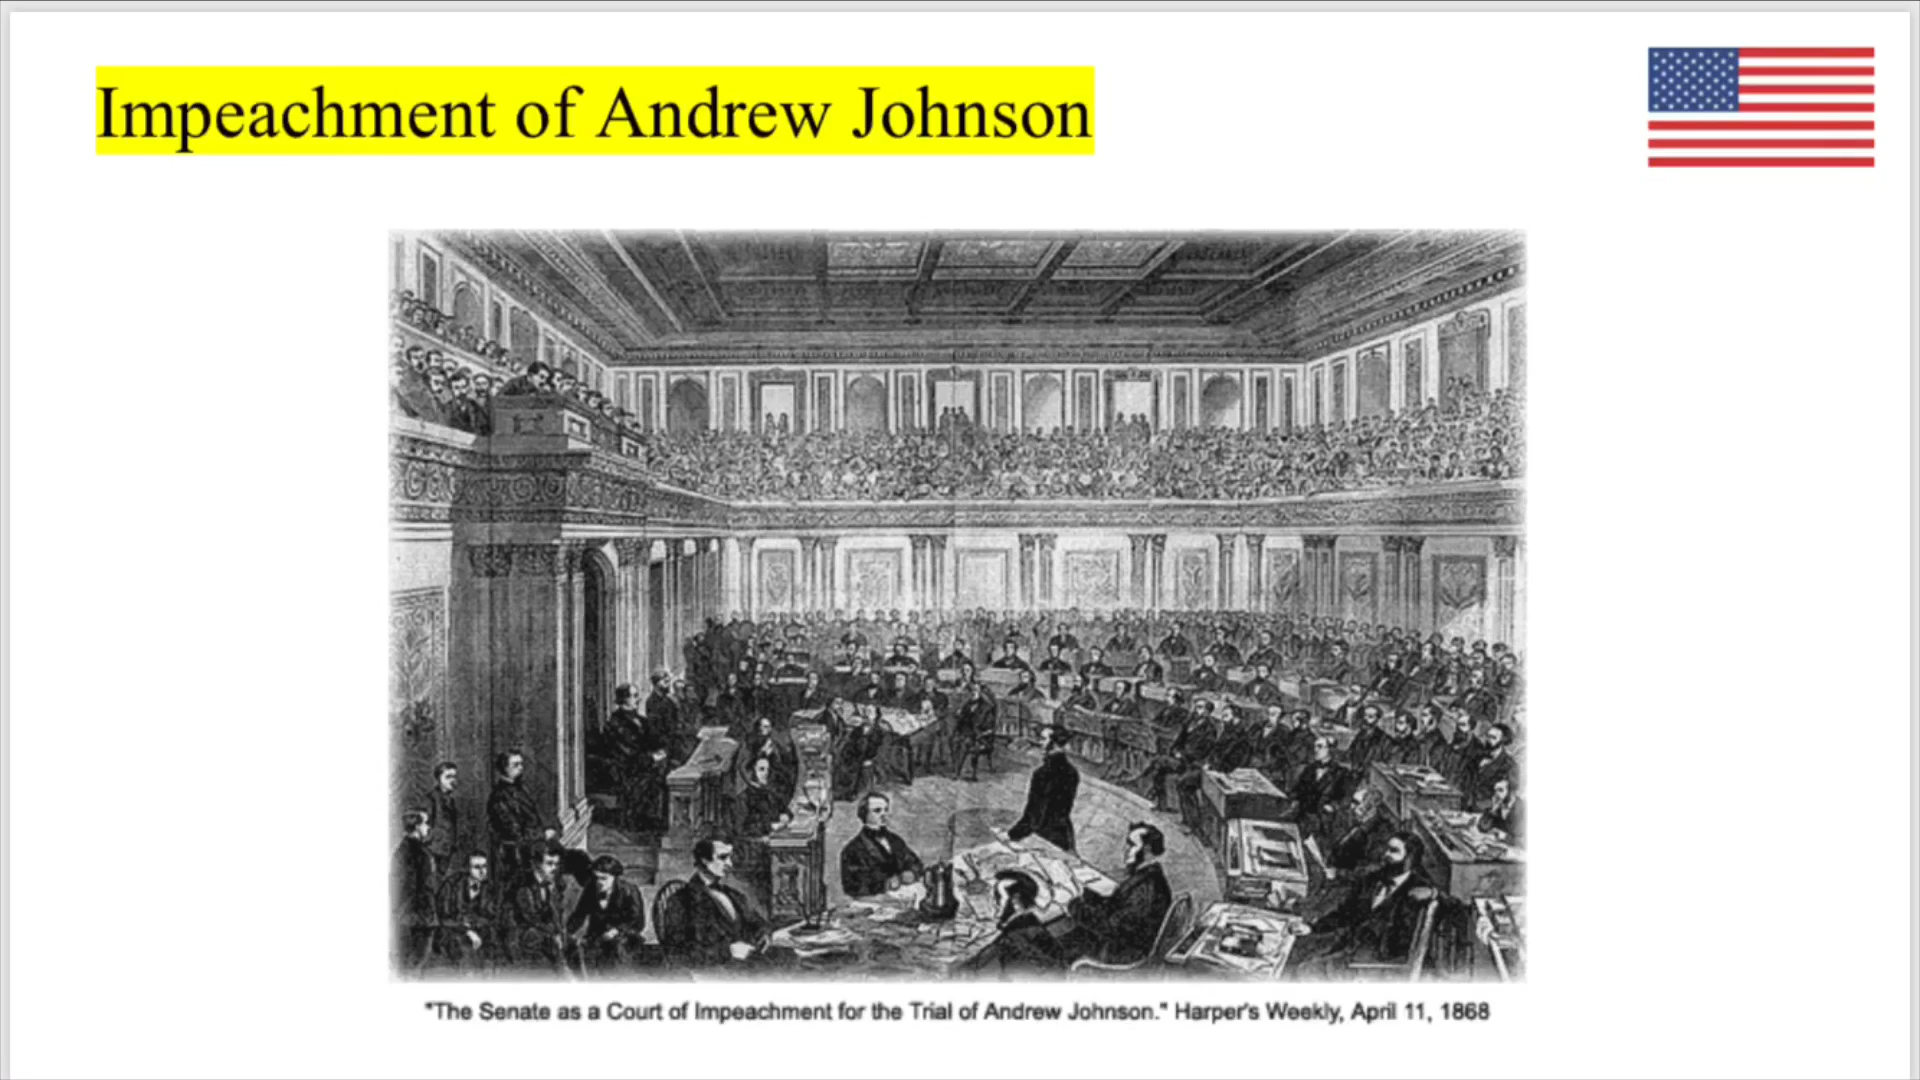 Impeachment of Andrew Johnson
"The Senate as a Court of Impeachment for the Trial of Andrew Johnson." Harper's Weekly, April 11, 1868